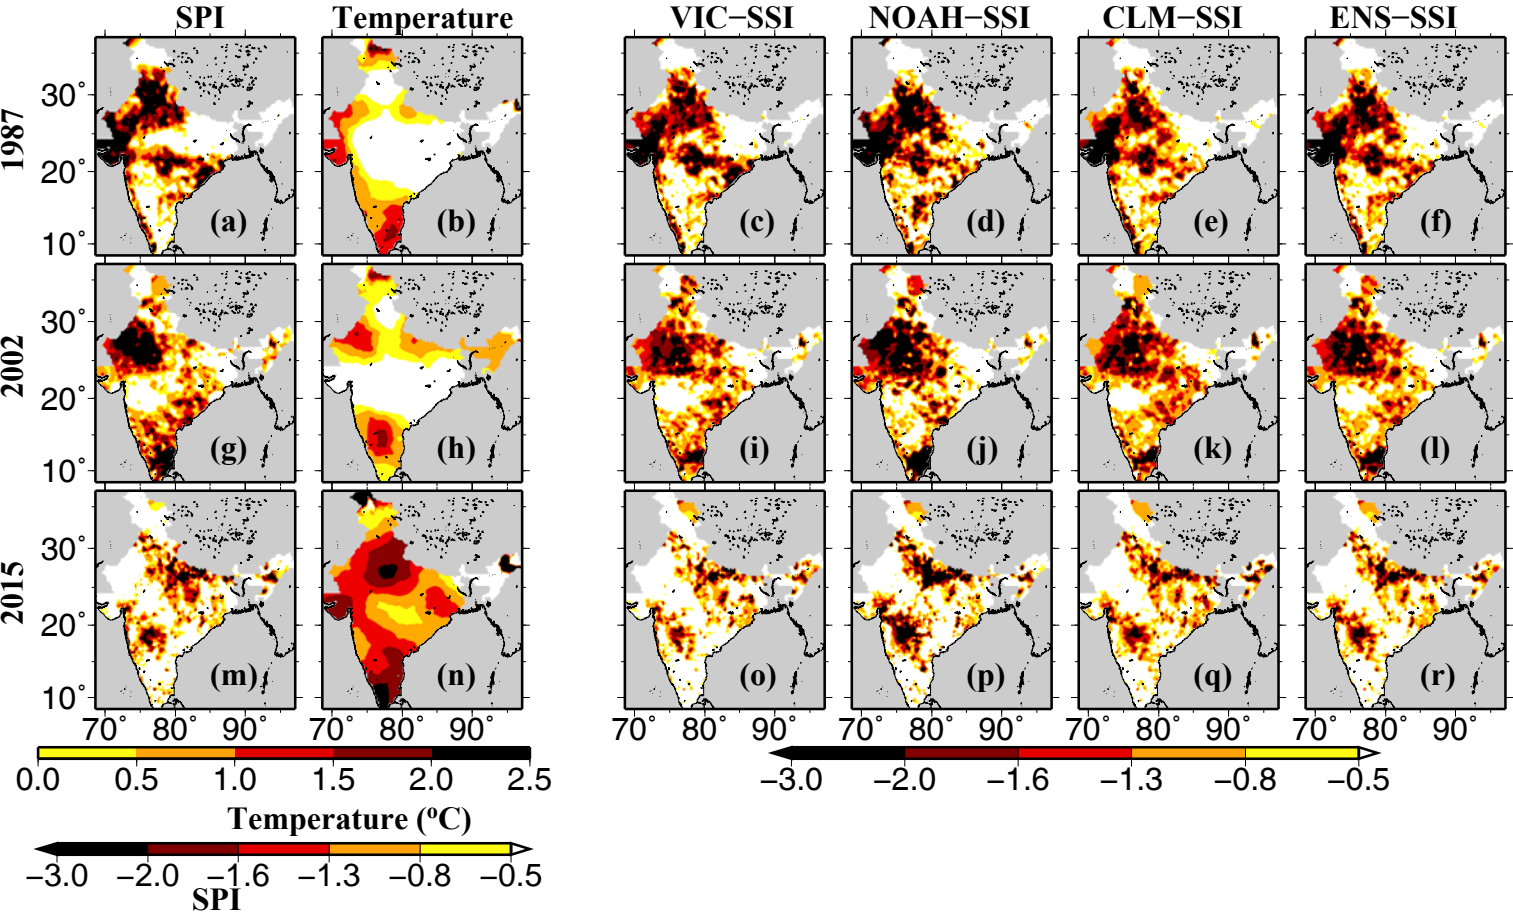 SPI Temperature VIC−SSI NOAH−SSI CLM−SSI ENS−SSI
1987
30°
20°
10°
(a) (b) (c) (d) (e) (f)
2002
30°
20°
10°
(g) (h) (i) (j) (k) (l)
2015
30°
20°
10°
(m) (n) (o) (p) (q) (r)
70° 80° 90° 70° 80° 90° 70° 80° 90° 70° 80° 90° 70° 80° 90° 70° 80° 90°
0.0 0.5 1.0 1.5 2.0 2.5
−3.0 −2.0 −1.6 −1.3 −0.8 −0.5
Temperature (°C)
−3.0 −2.0 −1.6 −1.3 −0.8 −0.5
SPI